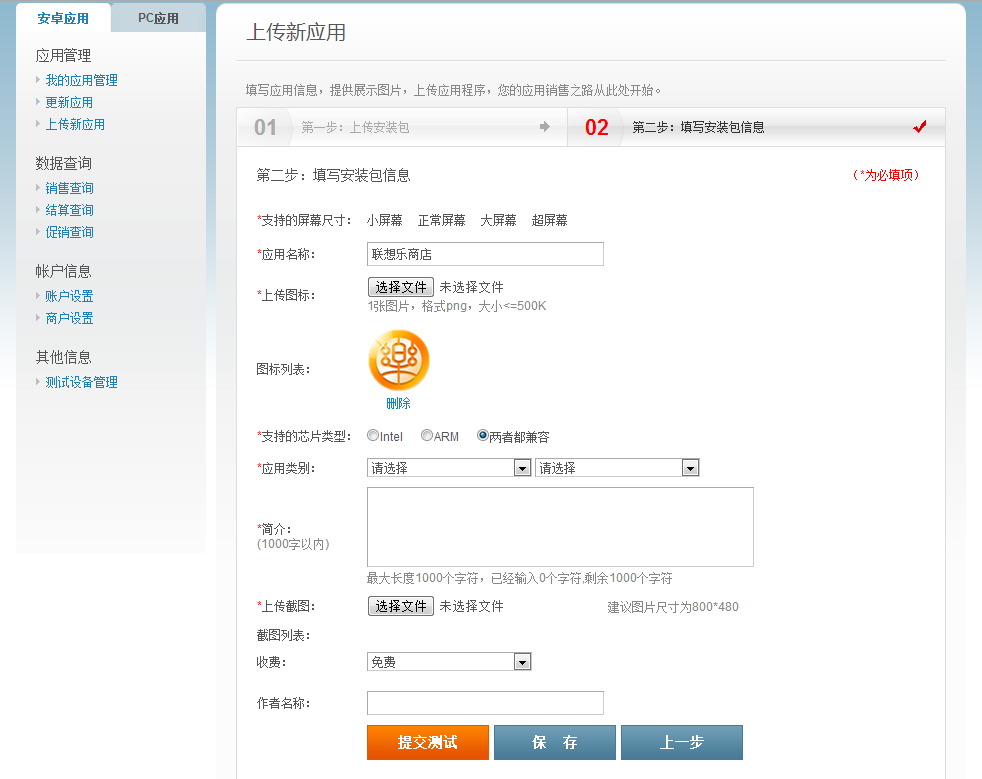 安卓应用 PC应用
应用管理
我的应用管理
更新应用
上传新应用
数据查询
销售查询
结算查询
促销查询
帐户信息
账户设置
商户设置
其他信息
测试设备管理
上传新应用
填写应用信息，提供展示图片，上传应用程序，您的应用销售之路从此处开始。
01 第一步：上传安装包 02 第二步：填写安装包信息
第二步：填写安装包信息 （*为必填项）
*支持的屏幕尺寸： 小屏幕 正常屏幕 大屏幕 超屏幕
*应用名称： 联想乐商店
*上传图标： 选择文件 未选择文件
1张图片，格式png，大小<=500K
图标列表：
删除
*支持的芯片类型： Intel ARM 两者都兼容
*应用类别： 请选择 请选择
*简介：
(1000字以内)
最大长度1000个字符，已经输入0个字符,剩余1000个字符
*上传截图： 选择文件 未选择文件 建议图片尺寸为800*480
截图列表：
收费： 免费
作者名称：
提交测试 保 存 上一步